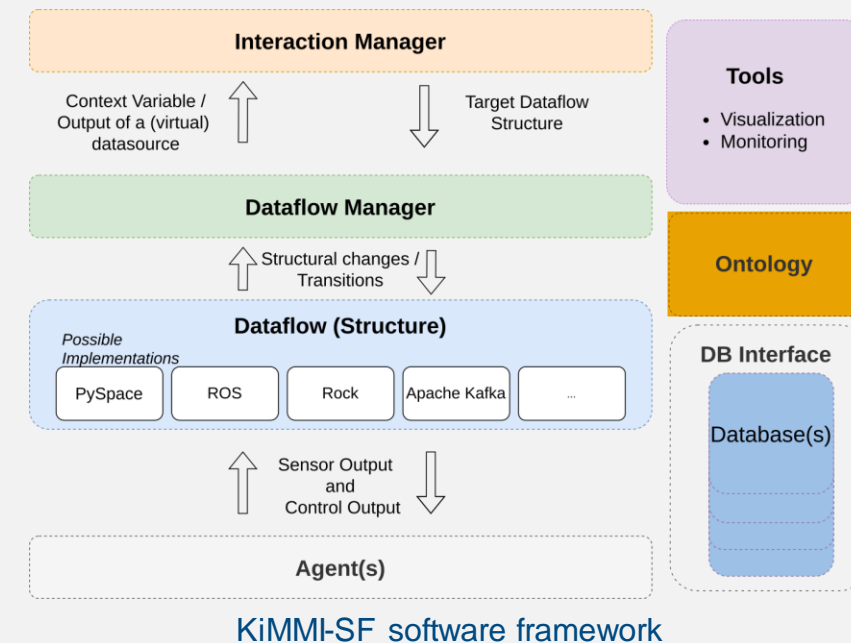 Interaction Manager
Context Variable /
Output of a (virtual)
datasource
Target Dataflow
Structure
Dataflow Manager
Structural changes /
Transitions
Dataflow (Structure)
Possible
Implementations
PySpace
ROS
Rock
Apache Kafka
...
Sensor Output
and
Control Output
Agent(s)
Tools
• Visualization
• Monitoring
Ontology
DB Interface
Database(s)
KiMMI-SF software framework